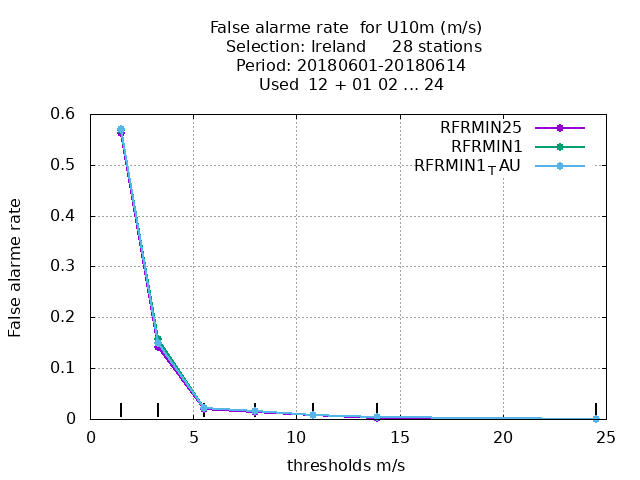 False alarme rate  for U10m (m/s)
Selection: Ireland     28 stations
Period: 20180601-20180614
Used  12 + 01 02 ... 24
RFRMIN25
RFRMIN1
RFRMIN1TAU
0.6
0.5
0.4
0.3
0.2
0.1
0
False alarme rate
0 5 10 15 20 25
thresholds m/s